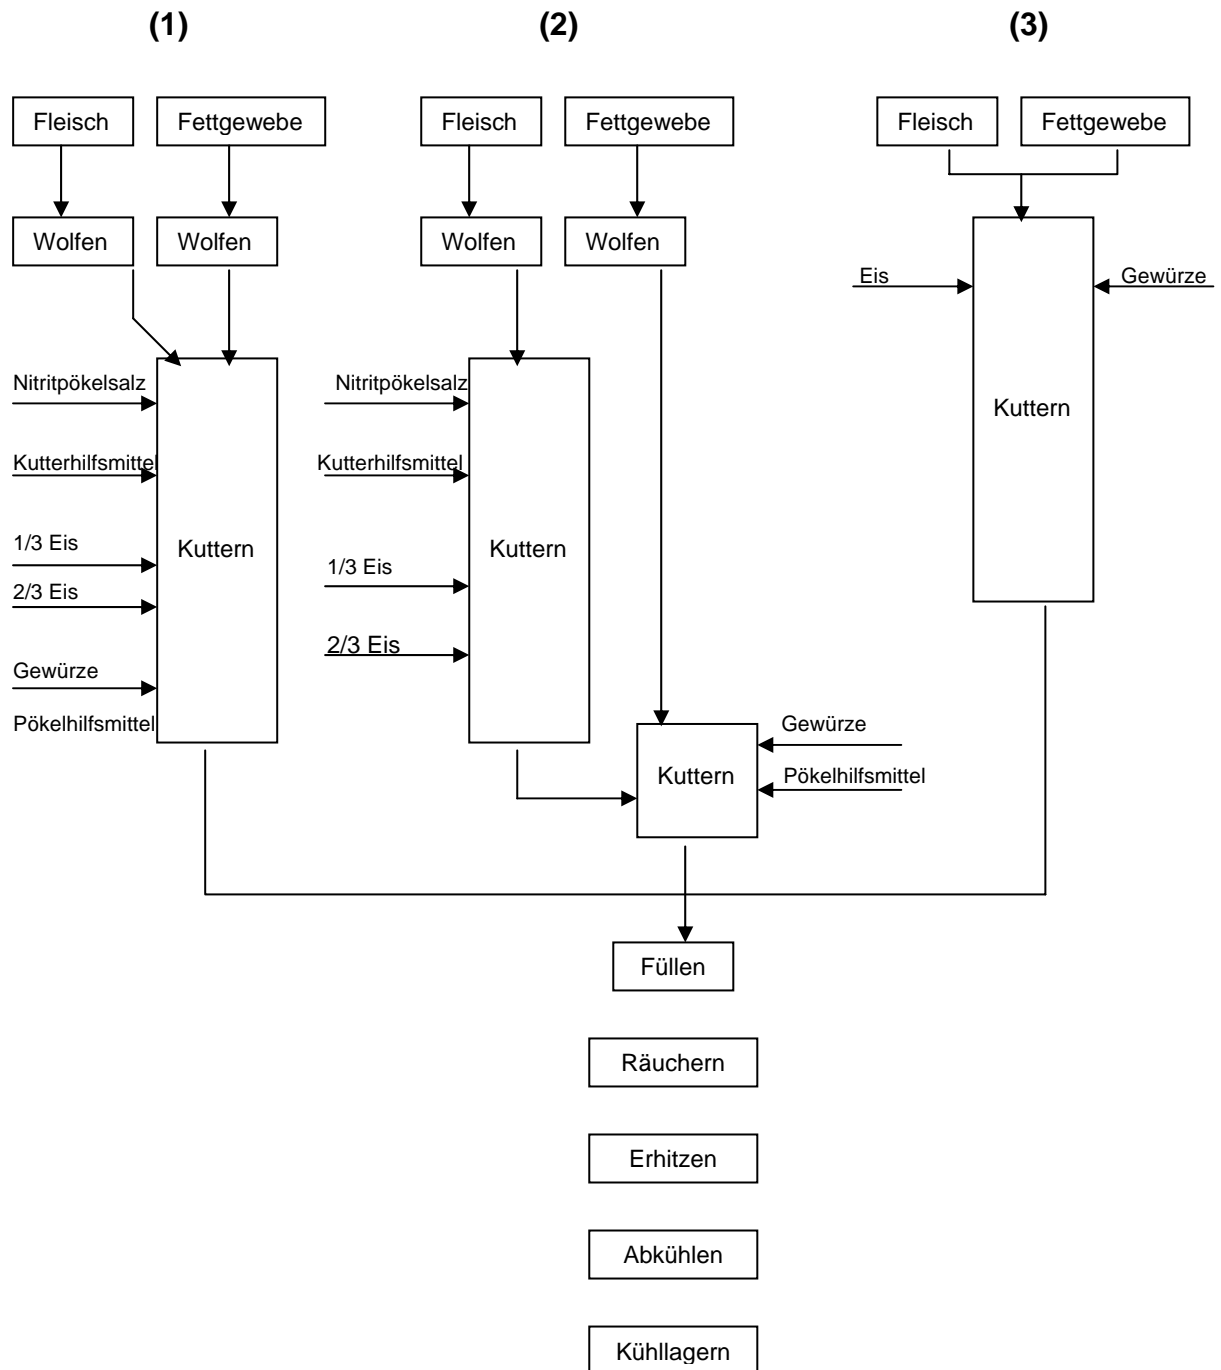 (1) (2) (3)
Fleisch Fettgewebe Fleisch Fettgewebe Fleisch Fettgewebe
Wolfen Wolfen Wolfen Wolfen
Eis Gewürze
Nitritpökelsalz Nitritpökelsalz
Kuttern
Kutterhilfsmittel Kutterhilfsmittel
1/3 Eis Kuttern Kuttern
1/3 Eis
2/3 Eis
2/3 Eis
Gewürze
Pökelhilfsmittel Gewürze
Kuttern Pökelhilfsmittel
Füllen
Räuchern
Erhitzen
Abkühlen
Kühllagern